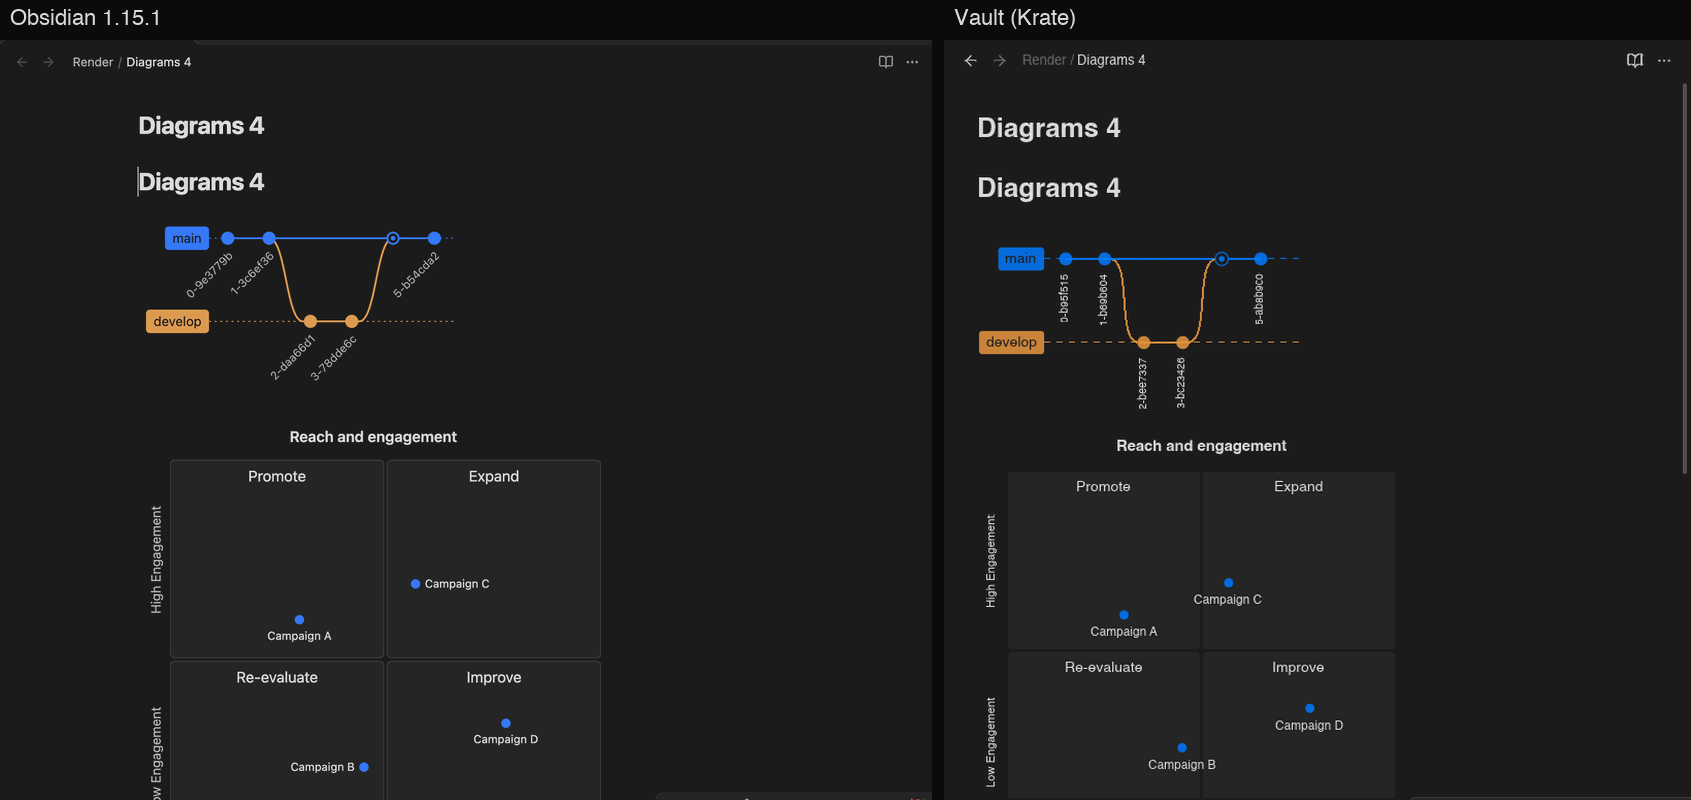 Obsidian 1.15.1
Render / Diagrams 4
Diagrams 4
Diagrams 4
main
0-9e3779b
1-3c6ef36
5-b54cda2
develop
2-daa66d1
3-78dde6c
Reach and engagement
Promote
Expand
High Engagement
Campaign C
Campaign A
Re-evaluate
Improve
Campaign D
Campaign B
Vault (Krate)
Render / Diagrams 4
Diagrams 4
Diagrams 4
main
0-b95f515
1-b69b604
5-ab8b9c0
develop
2-bee7337
3-bc23426
Reach and engagement
Promote
Expand
High Engagement
Campaign C
Campaign A
Re-evaluate
Improve
Low Engagement
Campaign D
Campaign B